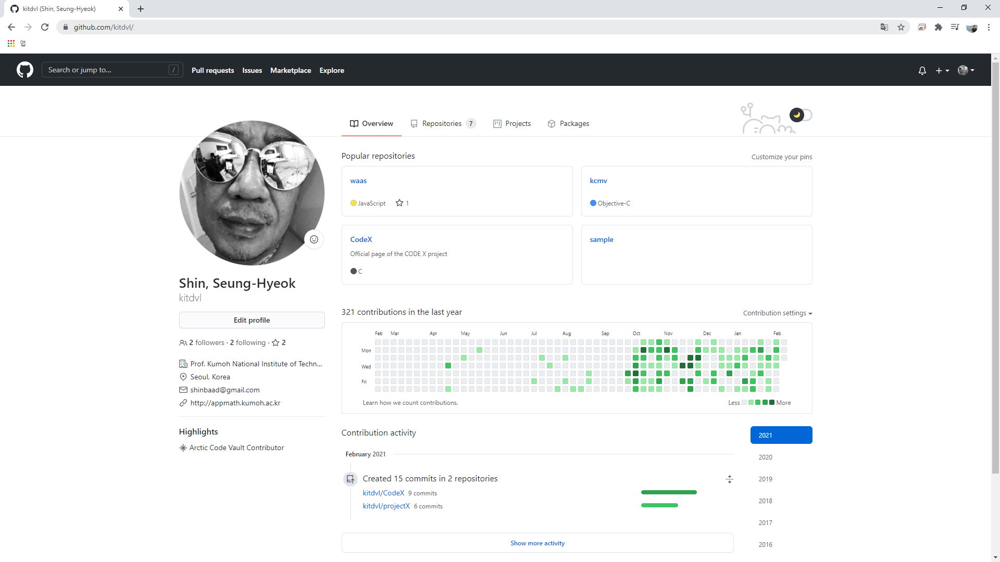 kitdvl (Shin, Seung-Hyeok)
github.com/kitdvl/
앱
Search or jump to... /
Pull requests Issues Marketplace Explore
Overview Repositories 7 Projects Packages
Popular repositories Customize your pins
waas
JavaScript 1
kcmv
Objective-C
CodeX
Official page of the CODE X project
C
sample
Shin, Seung-Hyeok
kitdvl
Edit profile
2 followers · 2 following · 2
Prof. Kumoh National Institute of Techn...
Seoul, Korea
shinbaad@gmail.com
http://appmath.kumoh.ac.kr
Highlights
Arctic Code Vault Contributor
321 contributions in the last year Contribution settings
Feb Mar Apr May Jun Jul Aug Sep Oct Nov Dec Jan Feb
Mon
Wed
Fri
Learn how we count contributions. Less More
Contribution activity
February 2021
Created 15 commits in 2 repositories
kitdvl/CodeX 9 commits
kitdvl/projectX 6 commits
Show more activity
2021
2020
2019
2018
2017
2016